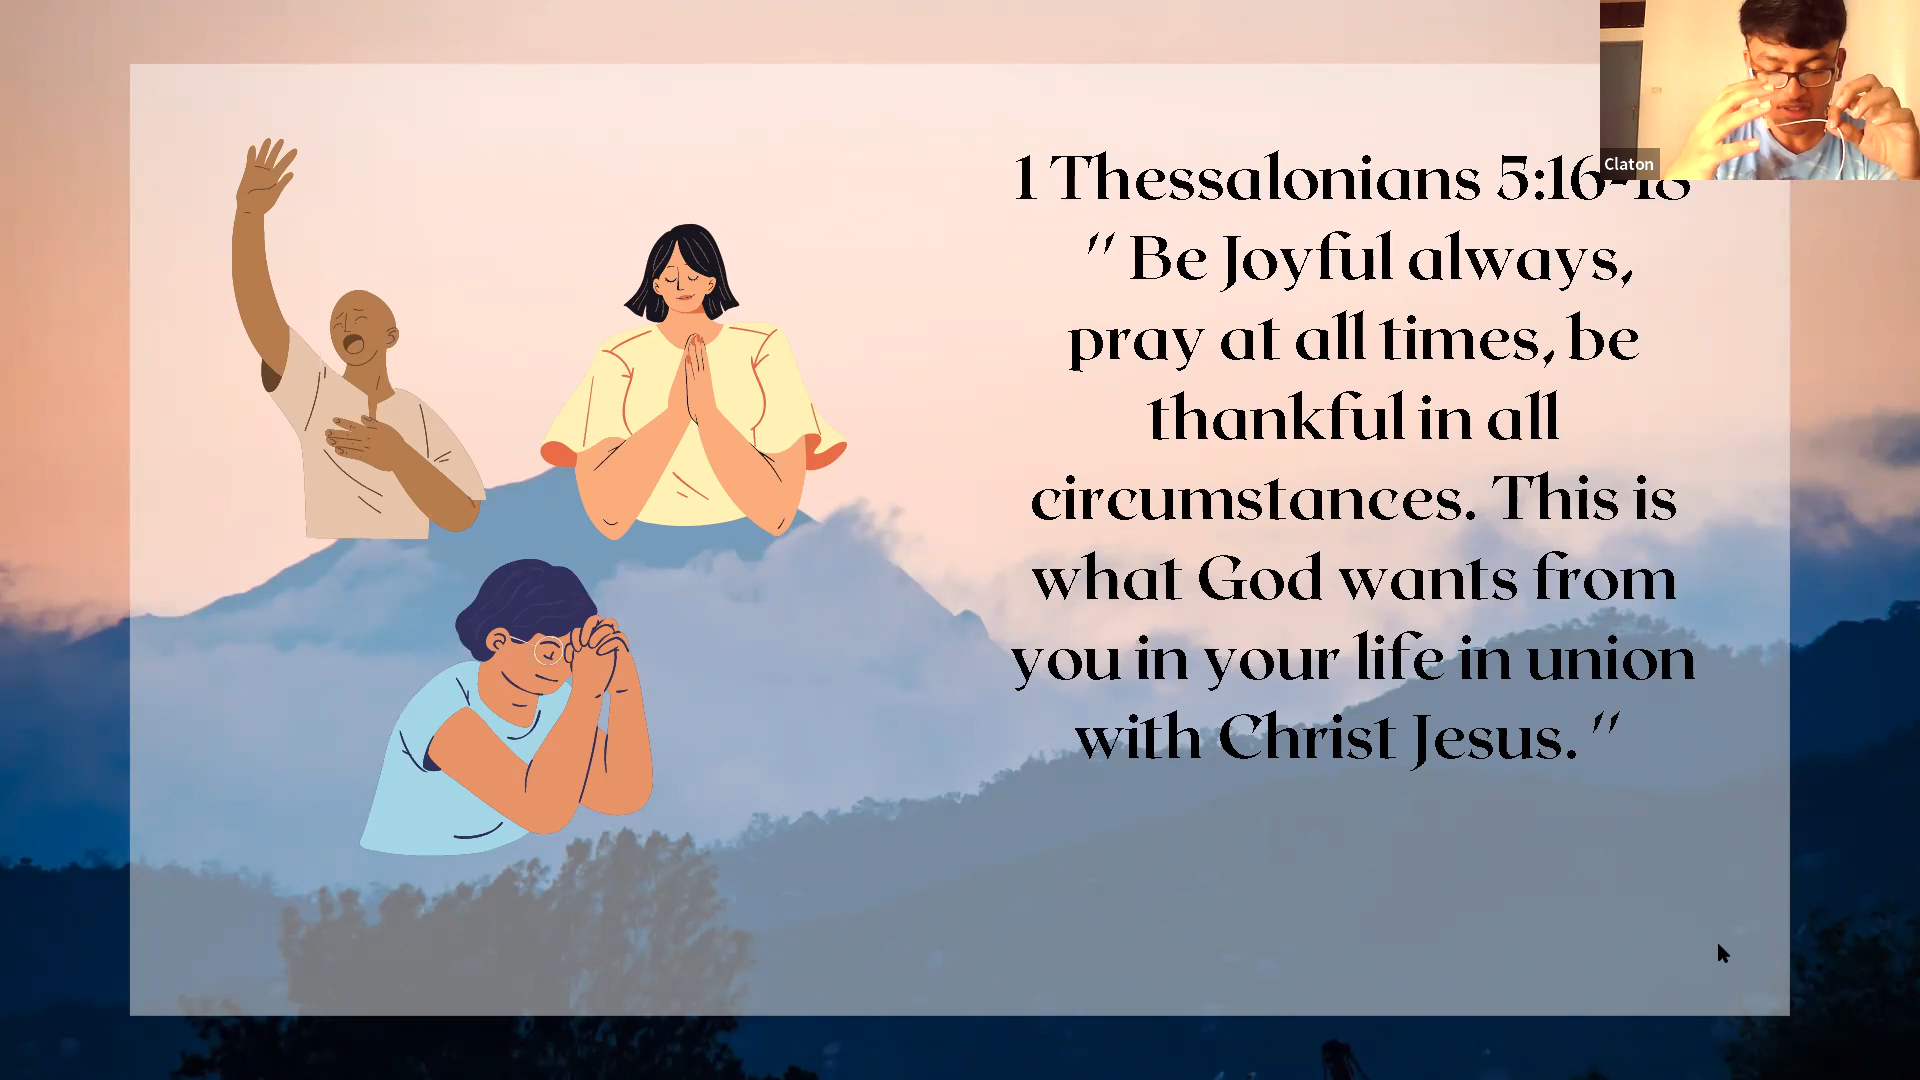 1 Thessalonians 5:16-18
" Be Joyful always,
pray at all times, be
thankful in all
circumstances. This is
what God wants from
you in your life in union
with Christ Jesus. "
Claton